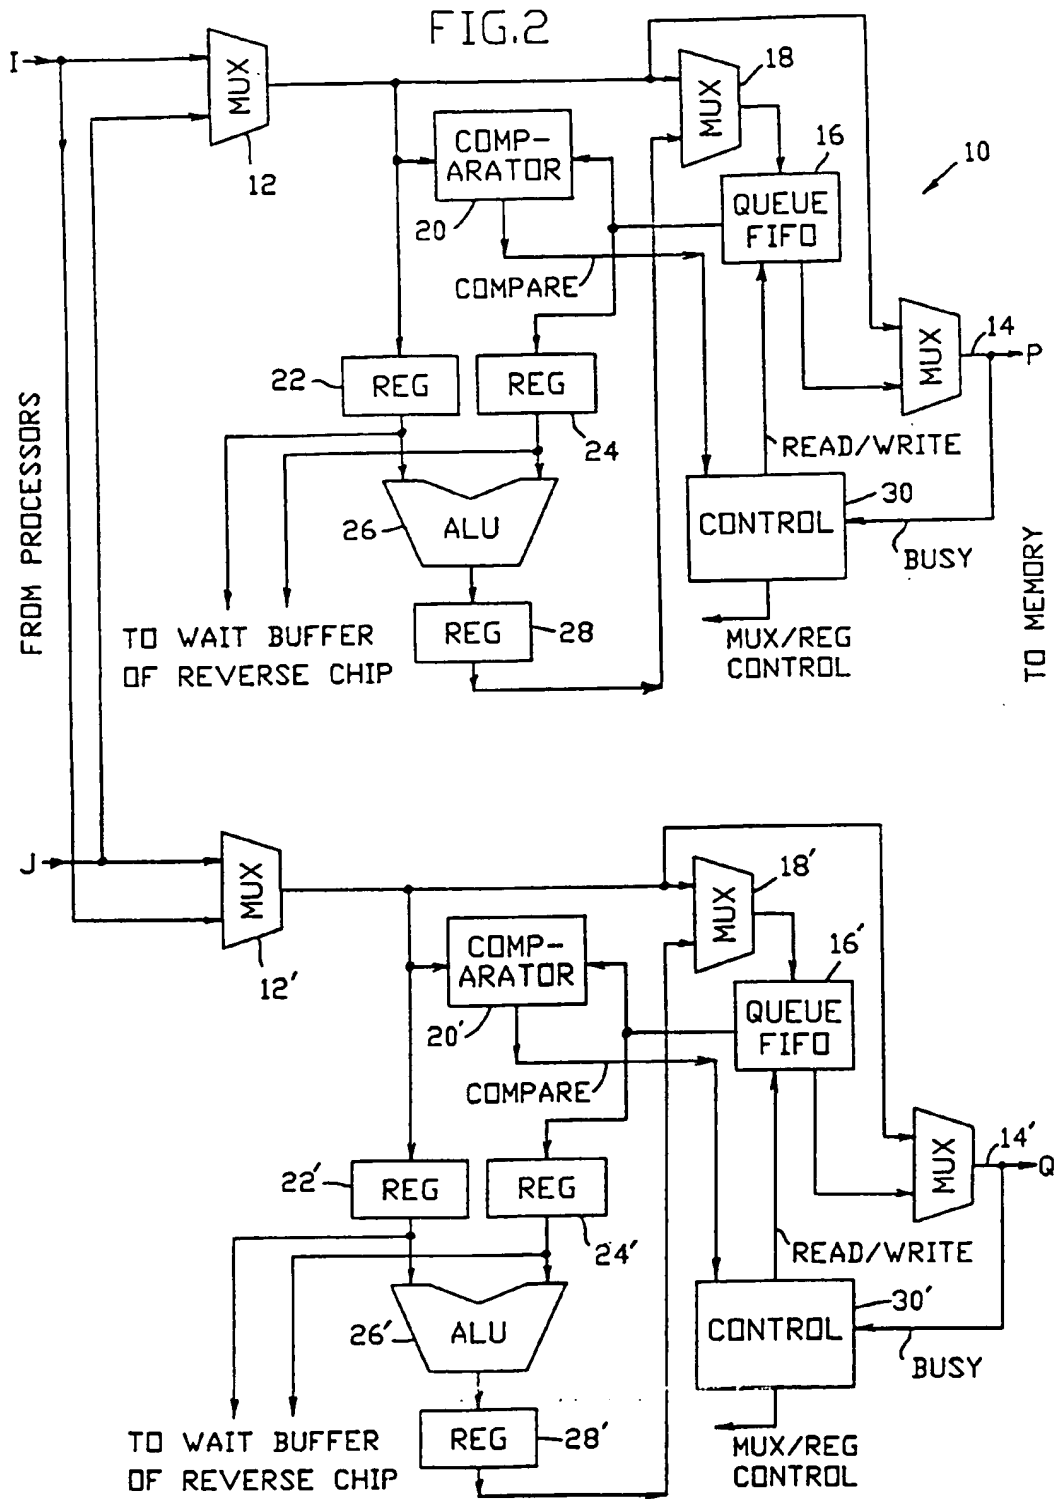 FIG.2
I
MUX
12
MUX
18
COMP-
ARATOR
20
16
QUEUE
FIFO
10
COMPARE
MUX
14
P
22
REG
REG
24
READ/WRITE
FROM PROCESSORS
26
ALU
CONTROL
30
BUSY
TO MEMORY
TO WAIT BUFFER
OF REVERSE CHIP
REG
28
MUX/REG
CONTROL
J
MUX
12'
MUX
18'
COMP-
ARATOR
20'
16'
QUEUE
FIFO
COMPARE
MUX
14'
Q
22'
REG
REG
24'
READ/WRITE
26'
ALU
CONTROL
30'
BUSY
TO WAIT BUFFER
OF REVERSE CHIP
REG
28'
MUX/REG
CONTROL